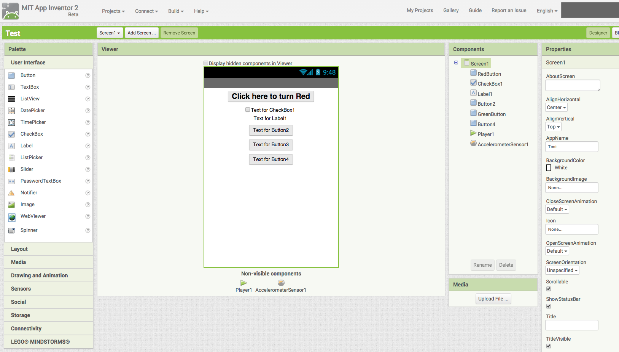 MIT App Inventor 2
Beta
Projects Connect Build Help
My Projects Gallery Guide Report an Issue English
Test
Screen1 Add Screen ... Remove Screen
Designer
Palette
User Interface
Button
TextBox
ListView
DatePicker
TimePicker
CheckBox
Label
ListPicker
Slider
PasswordTextBox
Notifier
Image
WebViewer
Spinner
Layout
Media
Drawing and Animation
Sensors
Social
Storage
Connectivity
LEGO® MINDSTORMS®
Viewer
Display hidden components in Viewer
9:48
Click here to turn Red
Text for CheckBox1
Text for Label1
Text for Button2
Text for Button3
Text for Button4
Non-visible components
Player1 AccelerometerSensor1
Components
Screen1
RedButton
CheckBox1
Label1
Button2
GreenButton
Button4
Player1
AccelerometerSensor1
Rename Delete
Media
Upload File ...
Properties
Screen1
AboutScreen
AlignHorizontal
Center
AlignVertical
Top
AppName
Test
BackgroundColor
White
BackgroundImage
None...
CloseScreenAnimation
Default
Icon
None...
OpenScreenAnimation
Default
ScreenOrientation
Unspecified
Scrollable
ShowStatusBar
Title
TitleVisible